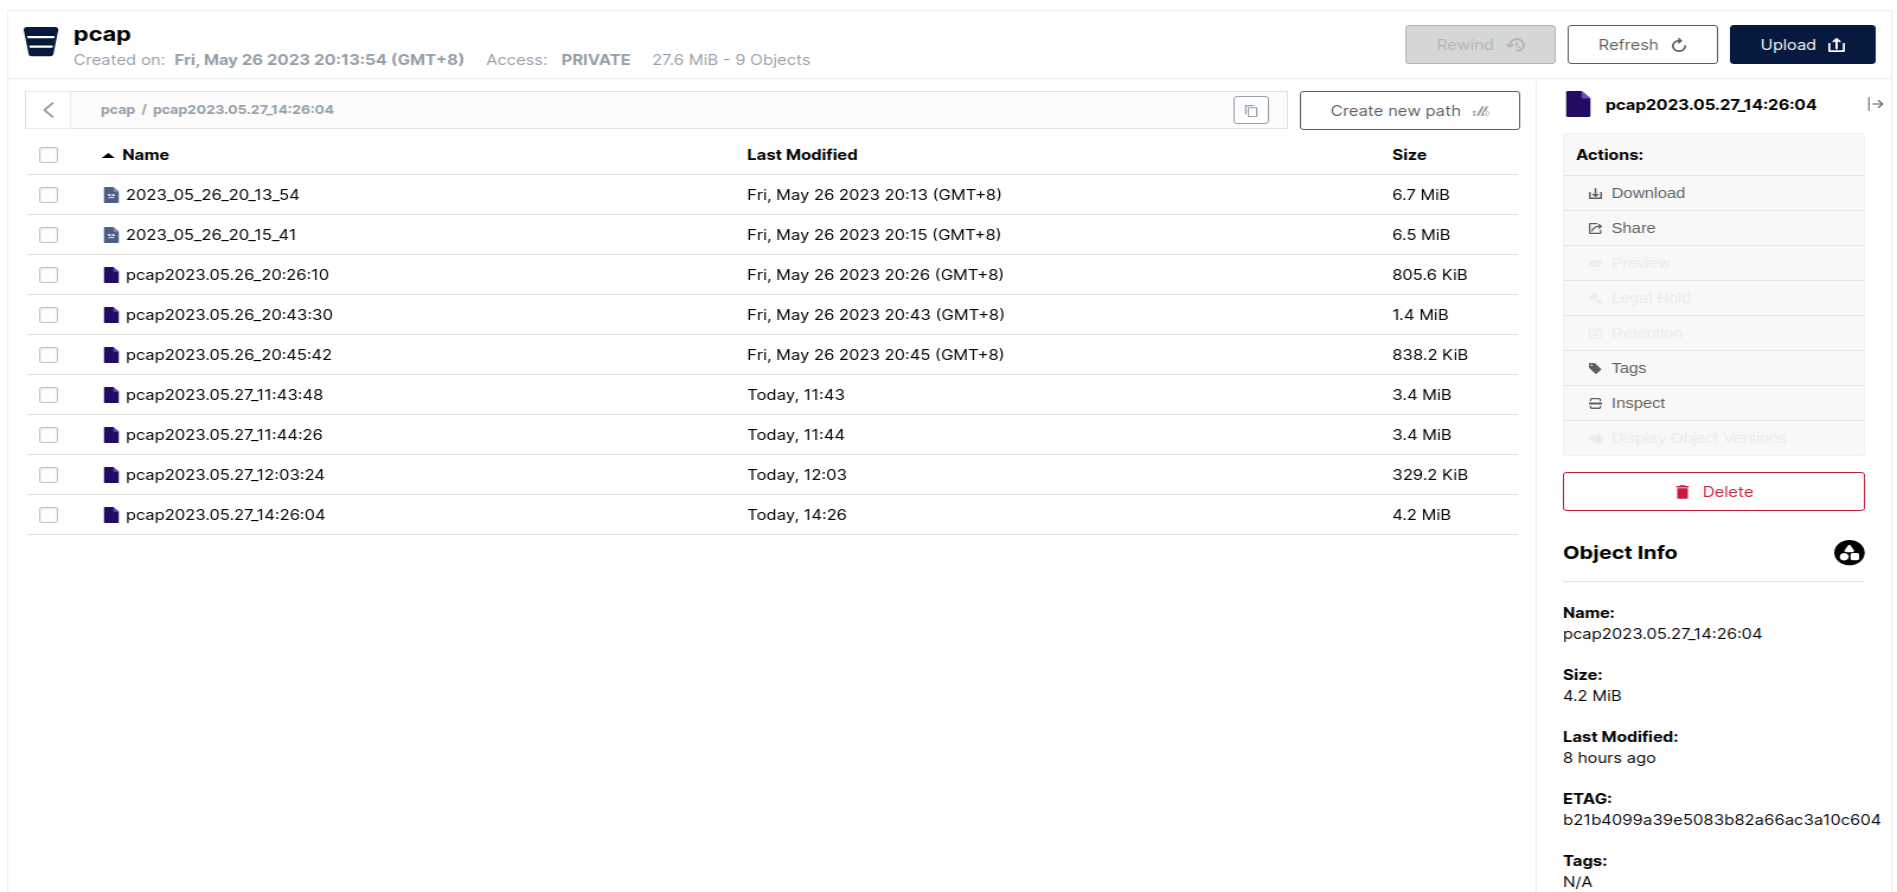 pcap
Created on: Fri, May 26 2023 20:13:54 (GMT+8) Access: PRIVATE 27.6 MiB - 9 Objects
Rewind
Refresh
Upload
pcap / pcap2023.05.27_14:26:04
Create new path
Name Last Modified Size
2023_05_26_20_13_54 Fri, May 26 2023 20:13 (GMT+8) 6.7 MiB
2023_05_26_20_15_41 Fri, May 26 2023 20:15 (GMT+8) 6.5 MiB
pcap2023.05.26_20:26:10 Fri, May 26 2023 20:26 (GMT+8) 805.6 KiB
pcap2023.05.26_20:43:30 Fri, May 26 2023 20:43 (GMT+8) 1.4 MiB
pcap2023.05.26_20:45:42 Fri, May 26 2023 20:45 (GMT+8) 838.2 KiB
pcap2023.05.27_11:43:48 Today, 11:43 3.4 MiB
pcap2023.05.27_11:44:26 Today, 11:44 3.4 MiB
pcap2023.05.27_12:03:24 Today, 12:03 329.2 KiB
pcap2023.05.27_14:26:04 Today, 14:26 4.2 MiB
pcap2023.05.27_14:26:04
Actions:
Download
Share
Preview
Legal Hold
Retention
Tags
Inspect
Display Object Versions
Delete
Object Info
Name:
pcap2023.05.27_14:26:04
Size:
4.2 MiB
Last Modified:
8 hours ago
ETAG:
b21b4099a39e5083b82a66ac3a10c604
Tags:
N/A